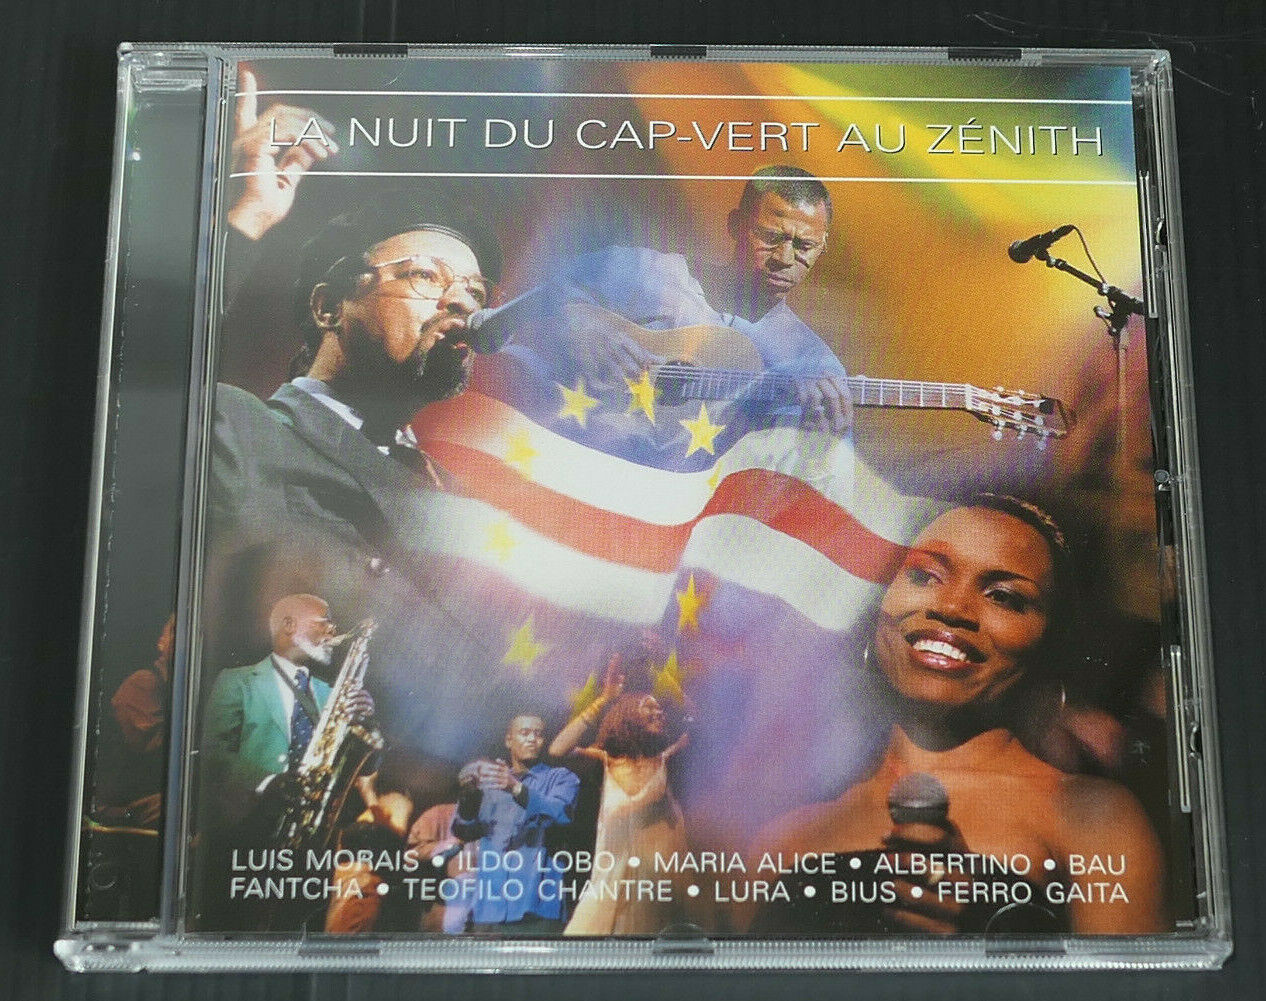 LA NUIT DU CAP-VERT AU ZÉNITH
LUIS MORAIS • ILDO LOBO • MARIA ALICE • ALBERTINO • BAU
FANTCHA • TEOFILO CHANTRE • LURA • BIUS • FERRO GAITA